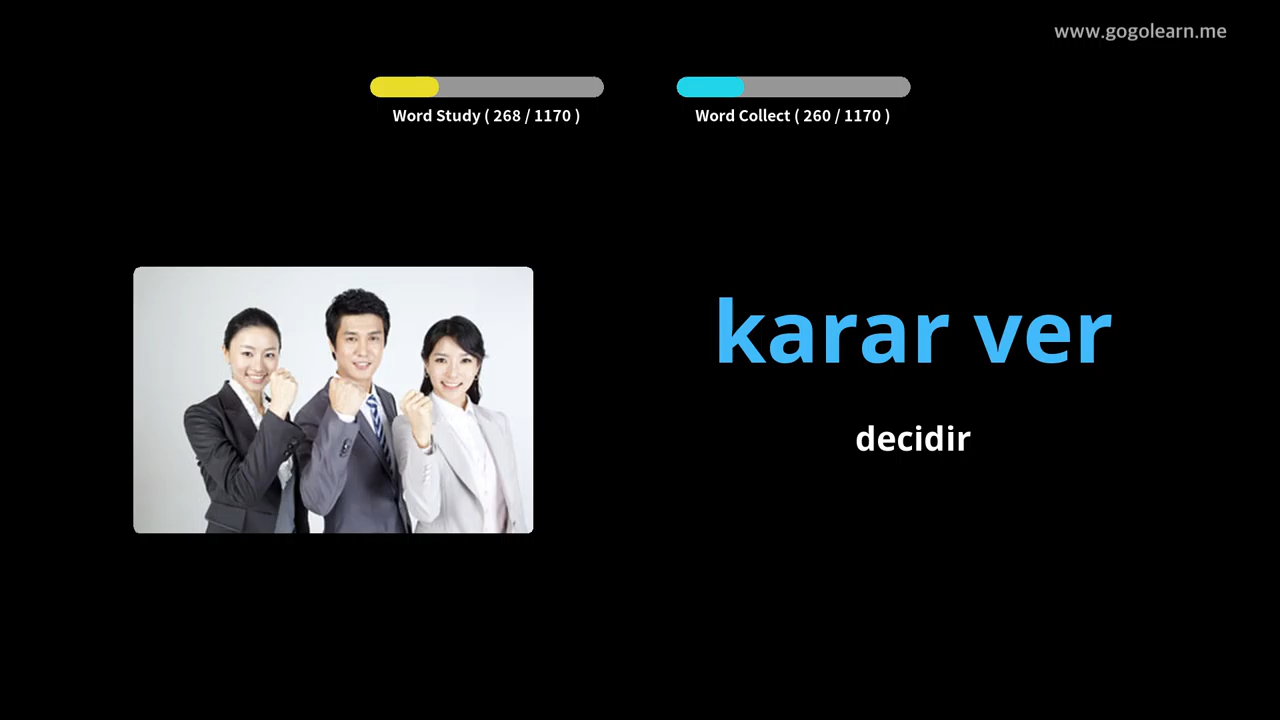 www.gogolearn.me
Word Study ( 268 / 1170 )
Word Collect ( 260 / 1170 )
karar ver
decidir